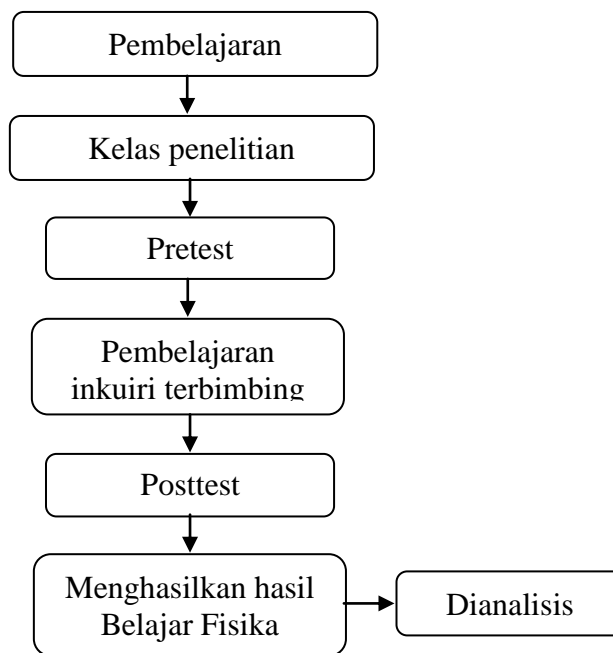 Pembelajaran
Kelas penelitian
Pretest
Pembelajaran
inkuiri terbimbing
Posttest
Menghasilkan hasil
Belajar Fisika
Dianalisis